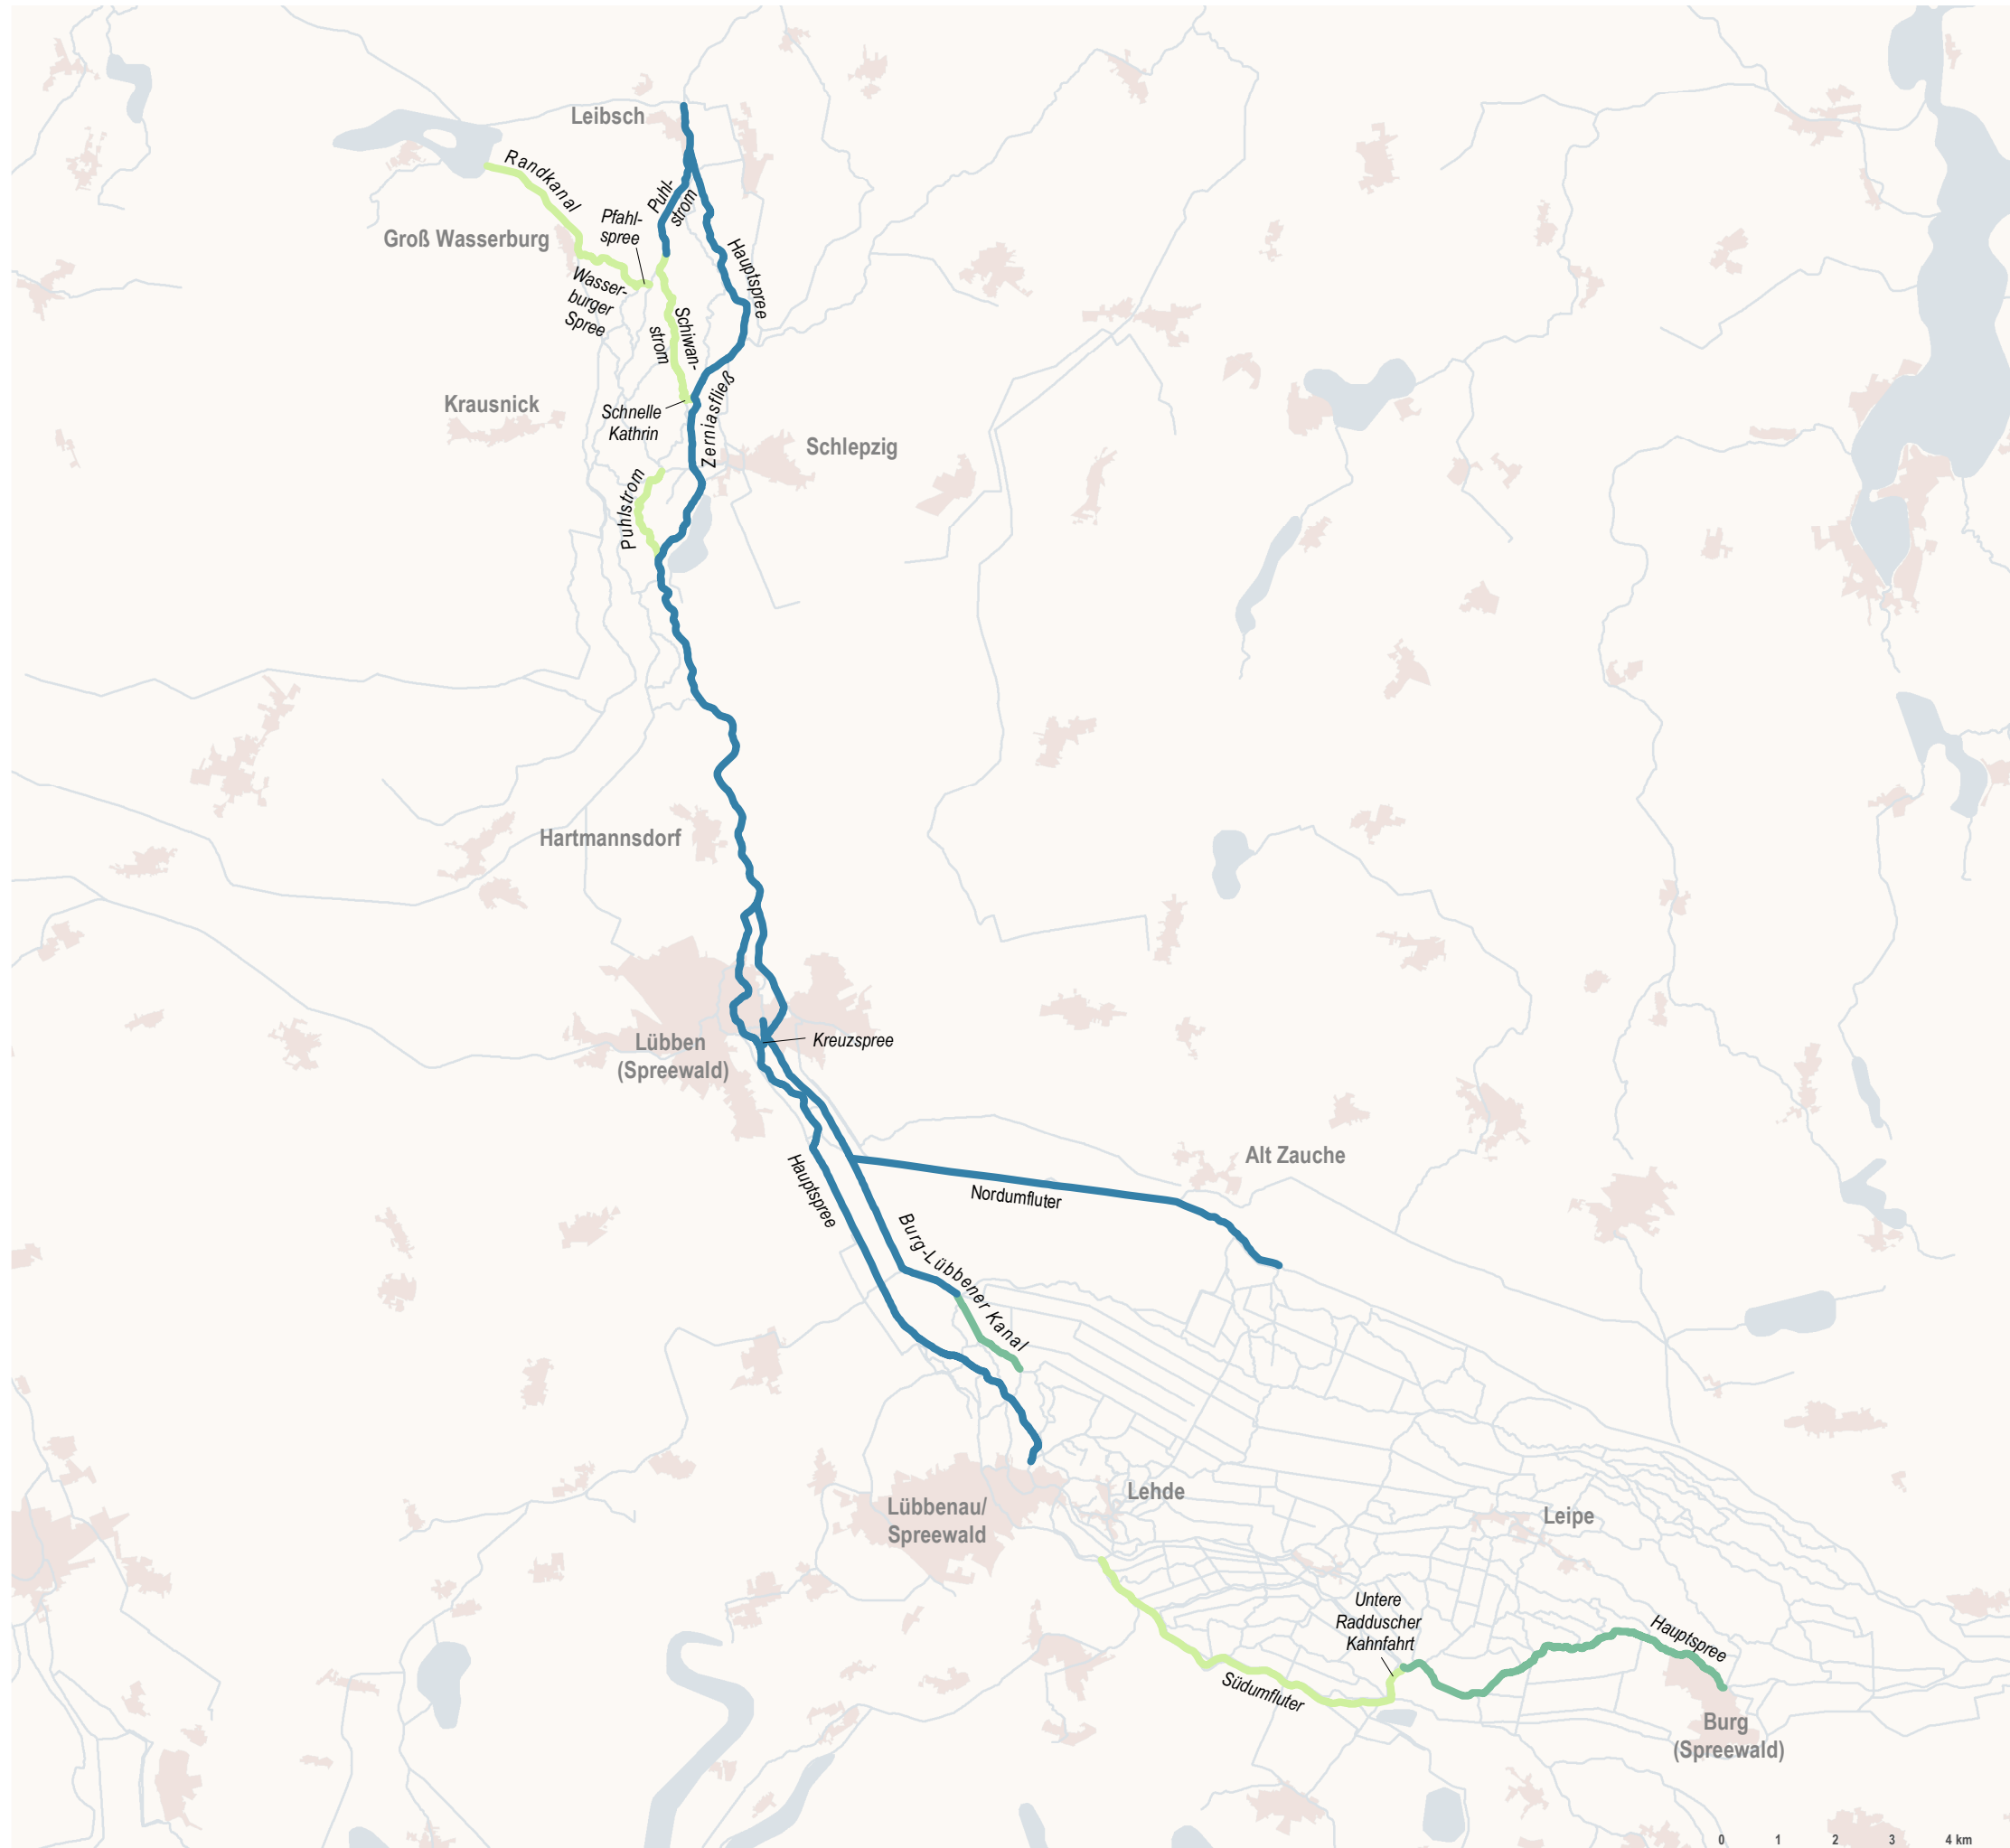 Leibsch
Randkanal
Puhl-
strom
Pfahl-
spree
Groß Wasserburg
Hauptspree
Wasser-
burger
Spree
Schiwan-
strom
Zerniasfließ
Krausnick
Schnelle
Kathrin
Schlepzig
Puhlstrom
Hartmannsdorf
Lübben
(Spreewald)
Kreuzspree
Alt Zauche
Hauptspree
Nordumfluter
Burg-Lübbener Kanal
Lehde
Lübbenau/
Spreewald
Leipe
Untere
Radduscher
Kahnfahrt
Hauptspree
Südumfluter
Burg
(Spreewald)
0 1 2 3 4 km